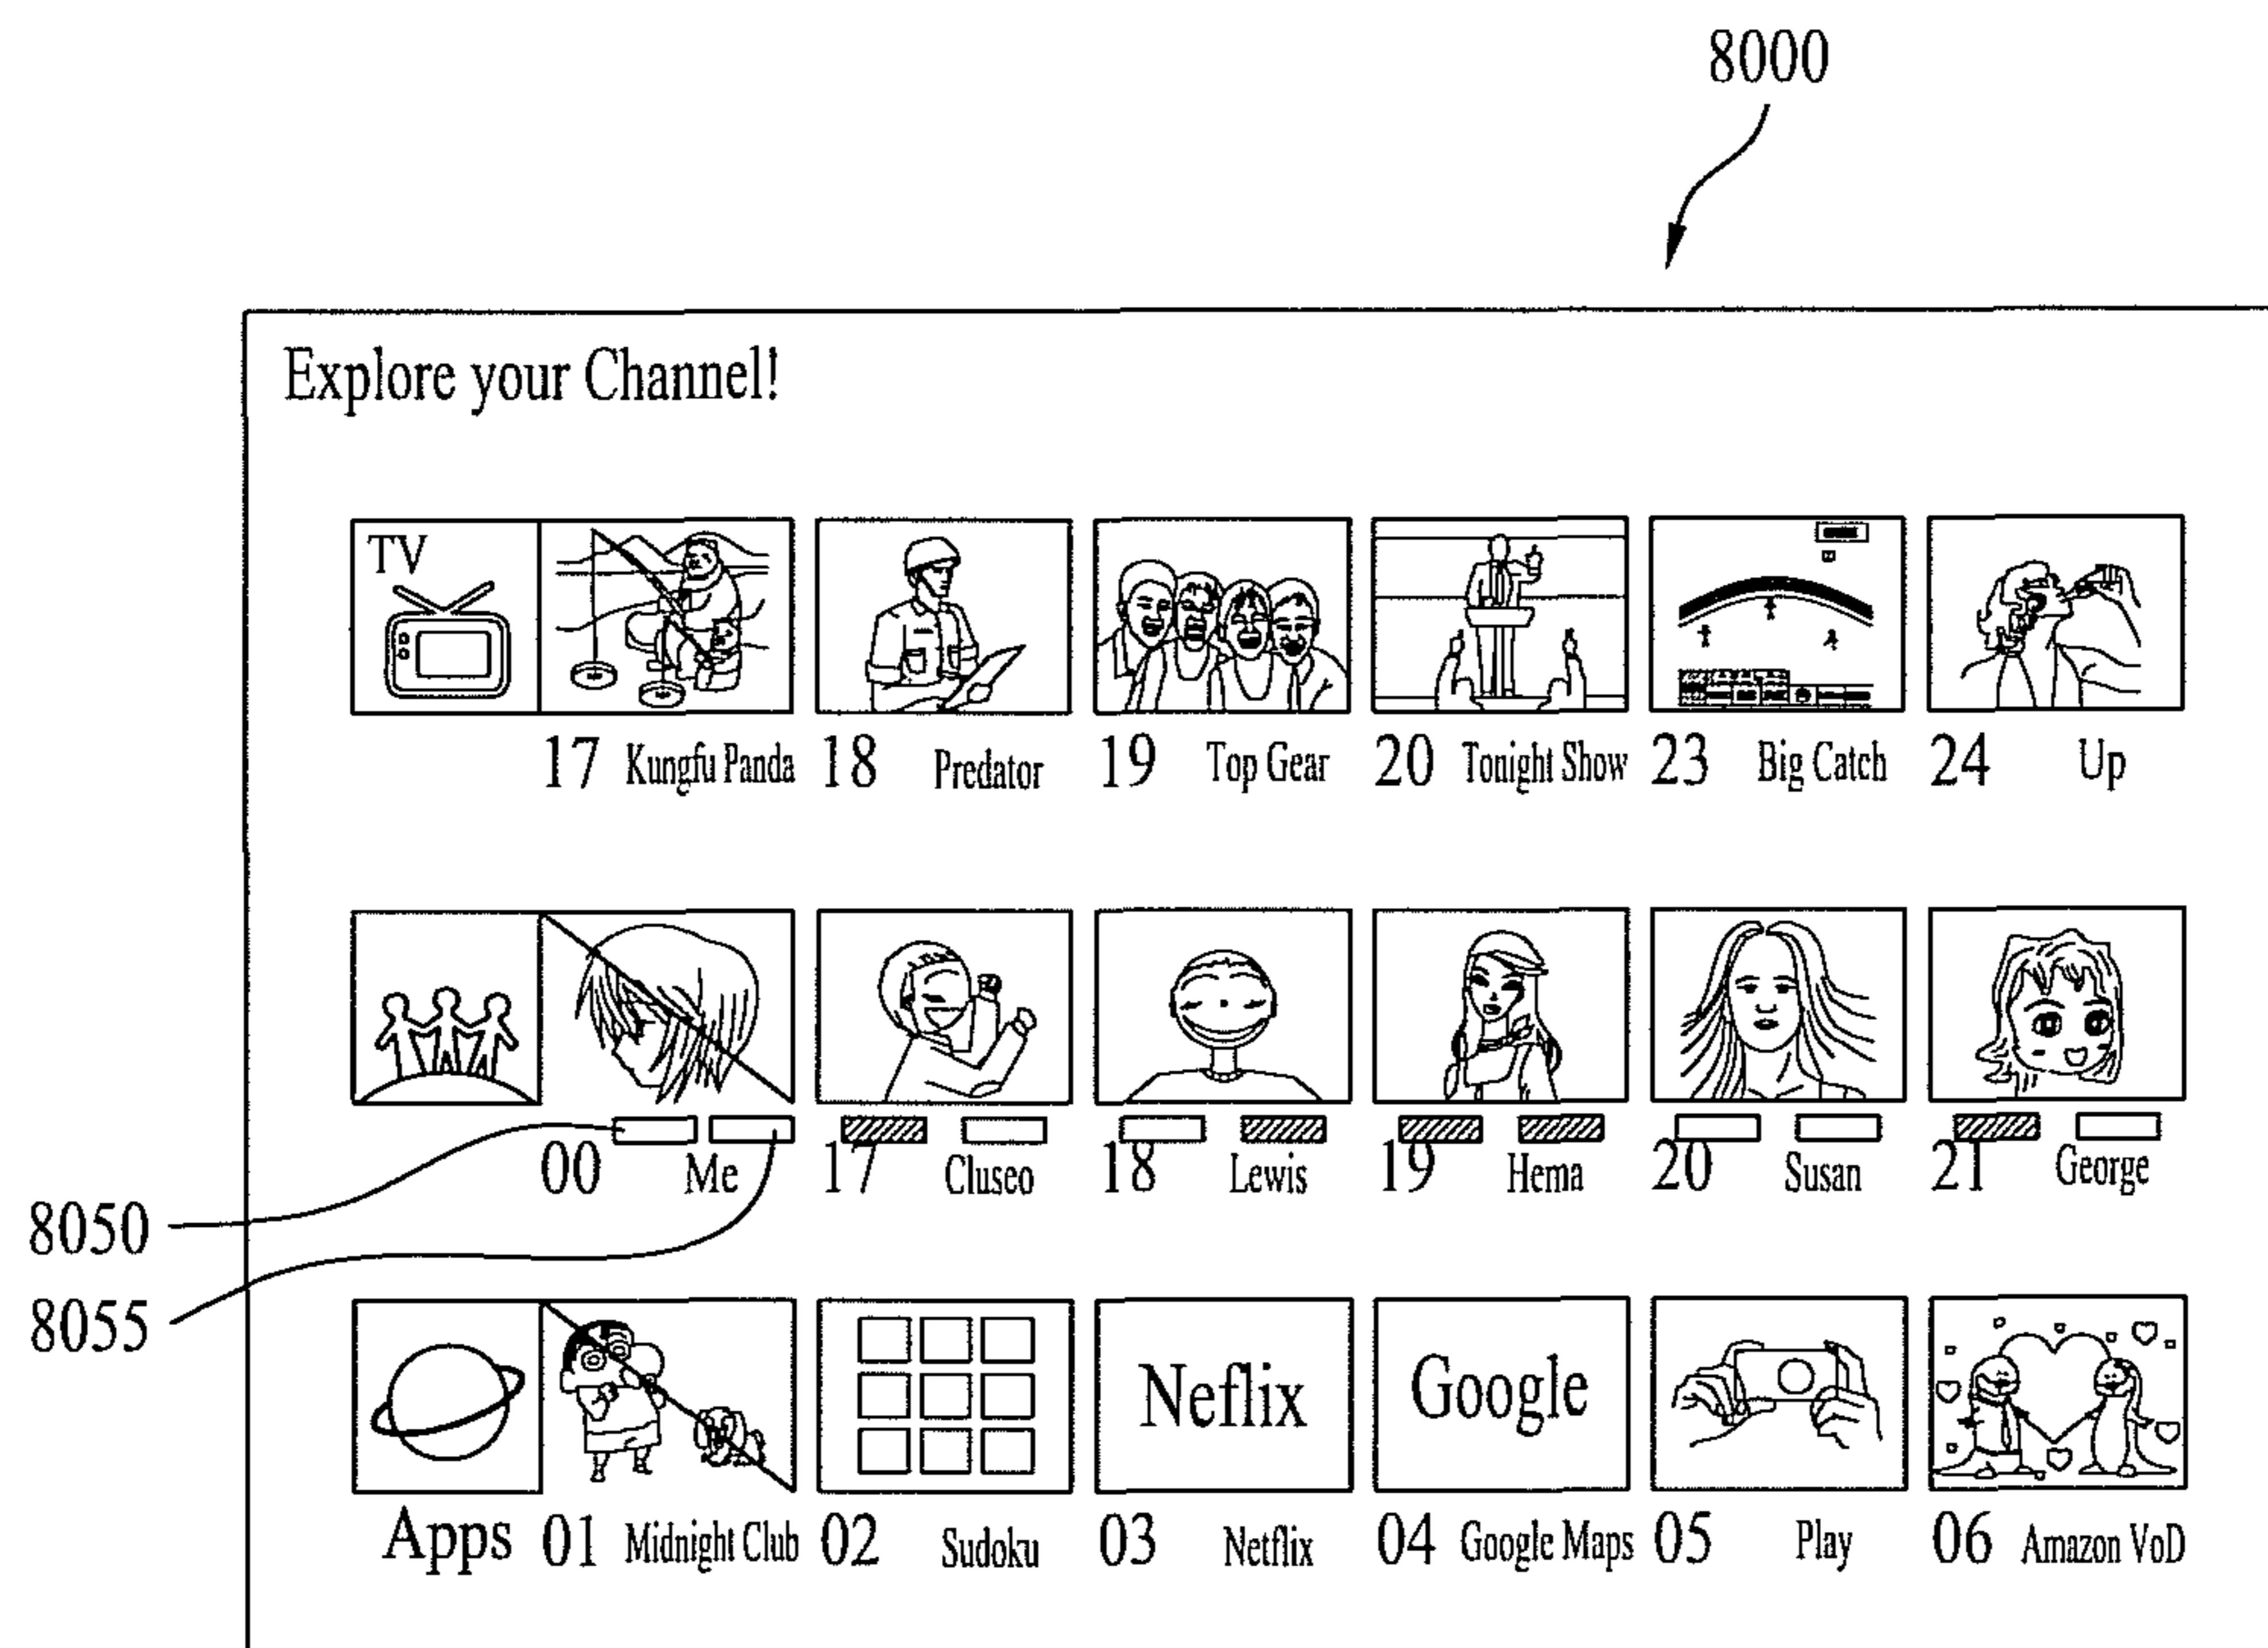 8000
Explore your Channel!
TV
17 Kungfu Panda 18 Predator 19 Top Gear 20 Tonight Show 23 Big Catch 24 Up
00 Me 17 Cluseo 18 Lewis 19 Hema 20 Susan 21 George
8050
8055
Neflix Google
Apps 01 Midnight Club 02 Sudoku 03 Netflix 04 Google Maps 05 Play 06 Amazon VoD